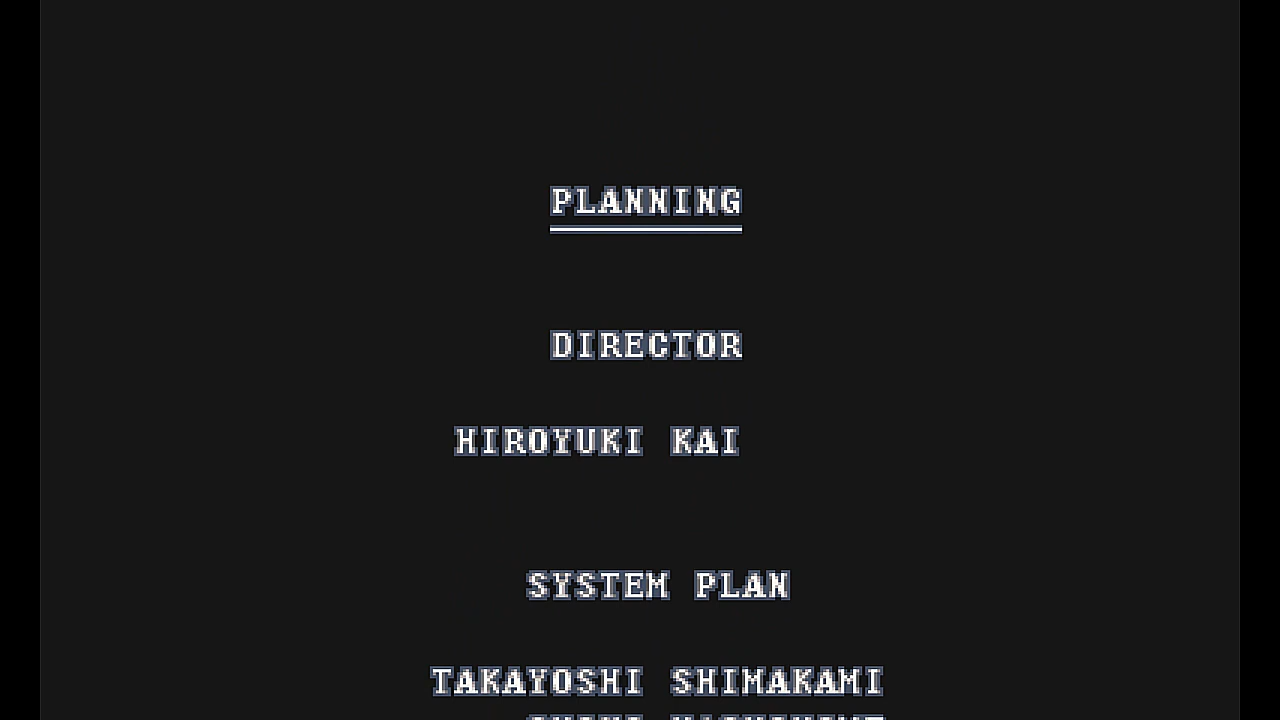 PLANNING
DIRECTOR
HIROYUKI KAI
SYSTEM PLAN
TAKAYOSHI SHIMAKAMI